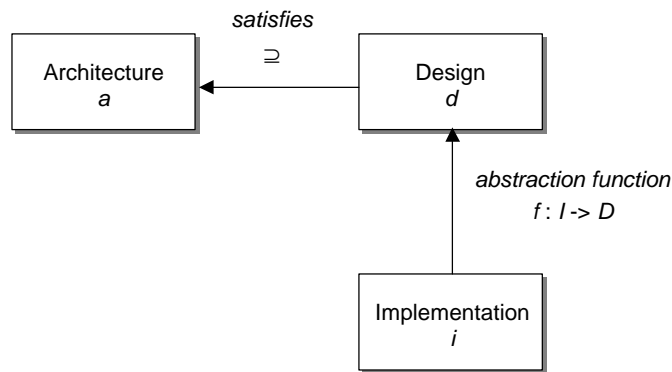 satisfies
⊇
Architecture
a
Design
d
abstraction function
f : I -> D
Implementation
i